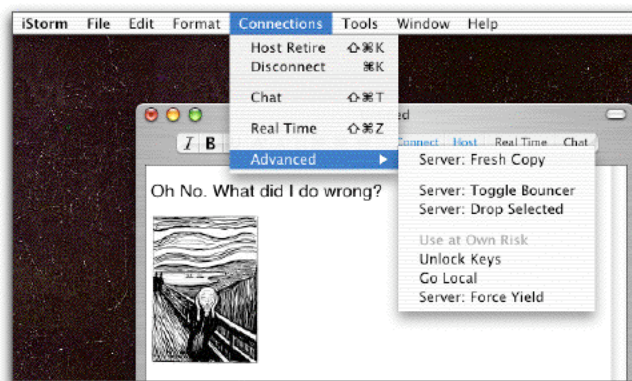 iStorm File Edit Format Connections Tools Window Help
Host Retire ⇧⌘K
Disconnect ⌘K
Chat ⇧⌘T
Real Time ⇧⌘Z
Advanced ▶
ed
I B Connect Host Real Time Chat
Server: Fresh Copy
Server: Toggle Bouncer
Server: Drop Selected
Use at Own Risk
Unlock Keys
Go Local
Server: Force Yield
Oh No. What did I do wrong?